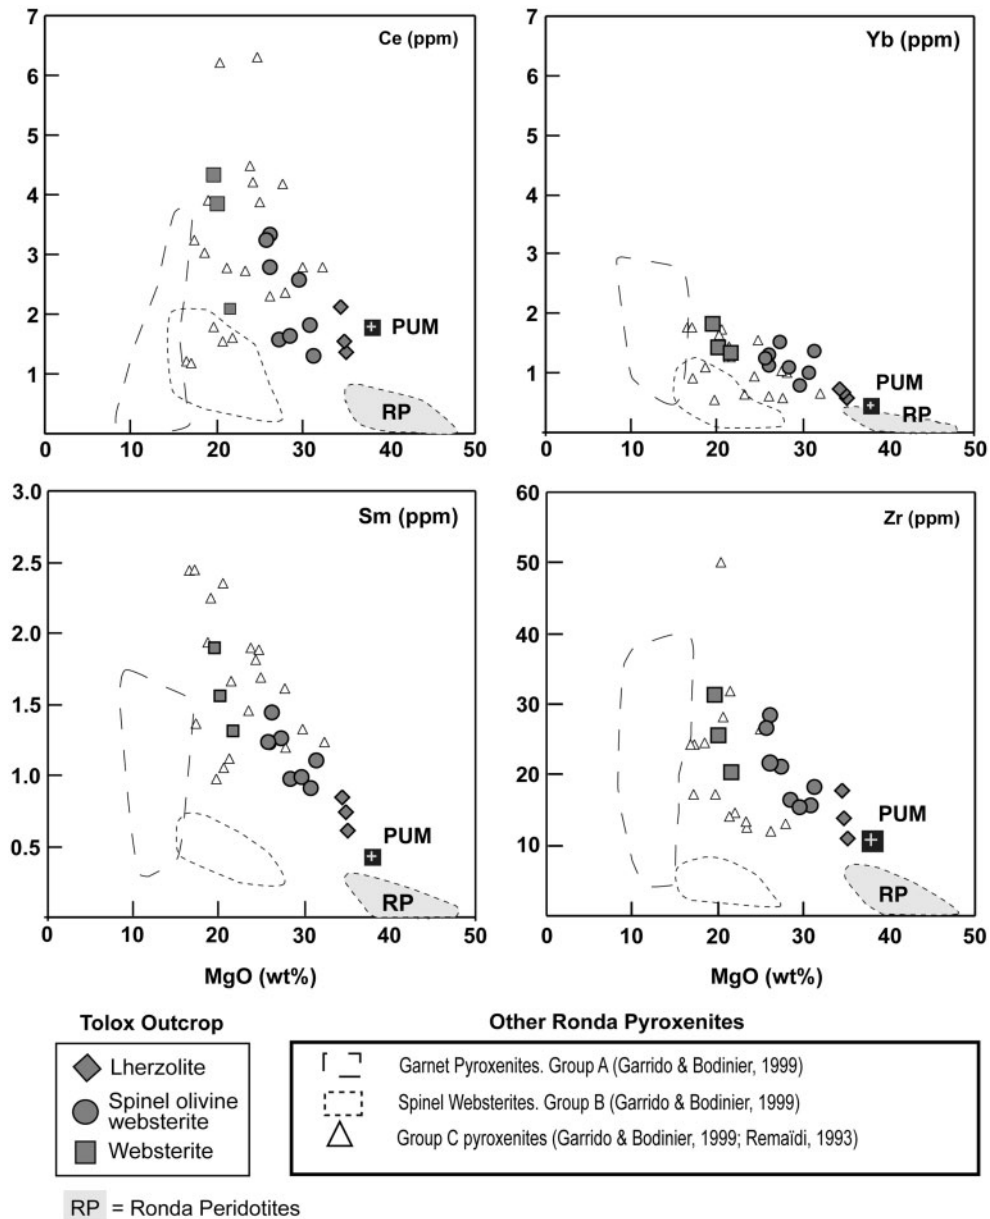 7
6
5
4
3
2
1
0
10
20
30
40
50
Ce (ppm)
PUM
RP
7
6
5
4
3
2
1
0
10
20
30
40
50
Yb (ppm)
PUM
RP
3.0
2.5
2.0
1.5
1.0
0.5
0
10
20
30
40
50
Sm (ppm)
PUM
RP
MgO (wt%)
60
50
40
30
20
10
0
10
20
30
40
50
Zr (ppm)
PUM
RP
MgO (wt%)
Tolox Outcrop
Lherzolite
Spinel olivine
websterite
Websterite
RP = Ronda Peridotites
Other Ronda Pyroxenites
Garnet Pyroxenites. Group A (Garrido & Bodinier, 1999)
Spinel Websterites. Group B (Garrido & Bodinier, 1999)
Group C pyroxenites (Garrido & Bodinier, 1999; Remaïdi, 1993)